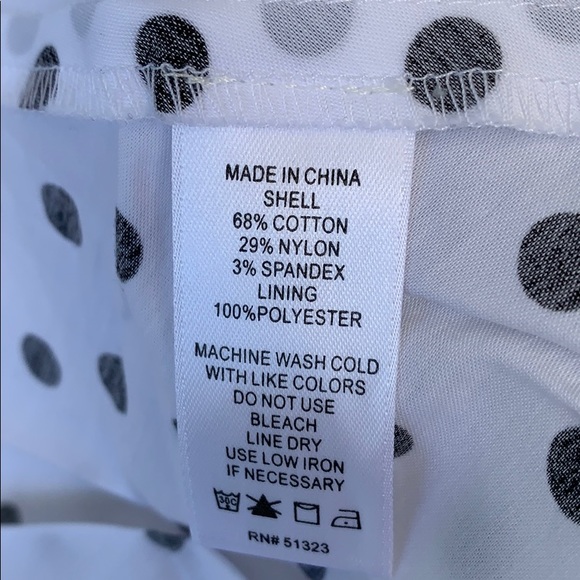 MADE IN CHINA
SHELL
68% COTTON
29% NYLON
3% SPANDEX
LINING
100%POLYESTER
MACHINE WASH COLD
WITH LIKE COLORS
DO NOT USE
BLEACH
LINE DRY
USE LOW IRON
IF NECESSARY
30C
RN# 51323